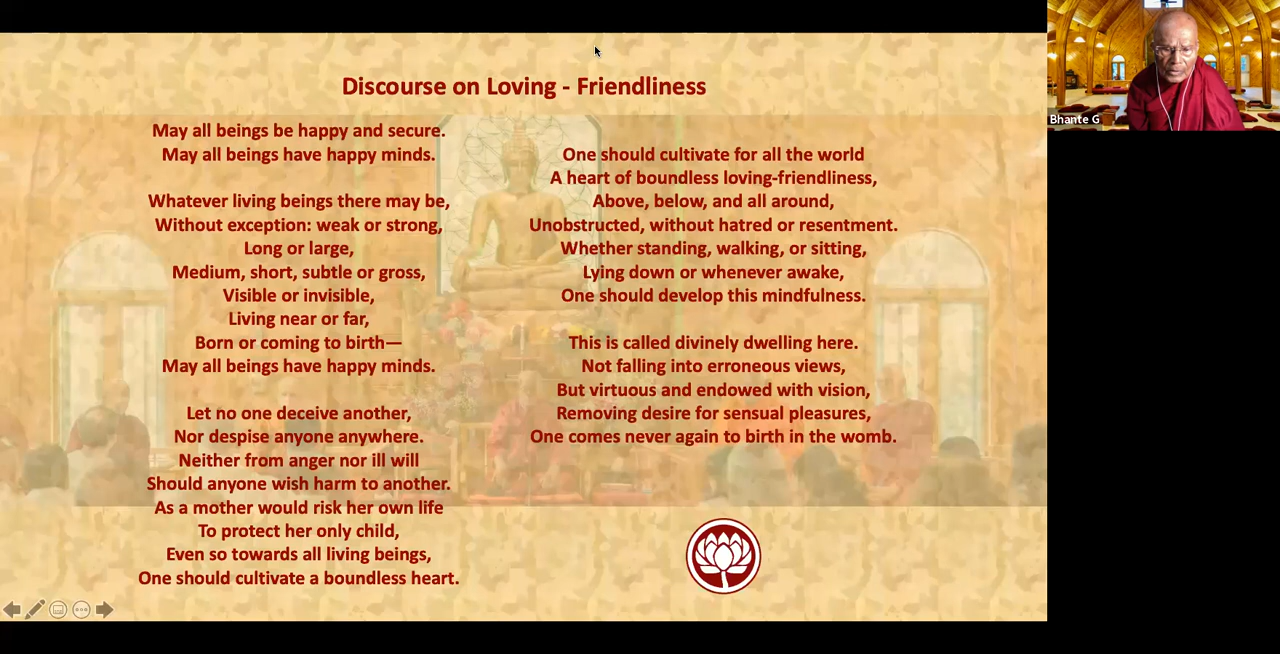 Discourse on Loving - Friendliness
May all beings be happy and secure.
May all beings have happy minds.
Whatever living beings there may be,
Without exception: weak or strong,
Long or large,
Medium, short, subtle or gross,
Visible or invisible,
Living near or far,
Born or coming to birth—
May all beings have happy minds.
Let no one deceive another,
Nor despise anyone anywhere.
Neither from anger nor ill will
Should anyone wish harm to another.
As a mother would risk her own life
To protect her only child,
Even so towards all living beings,
One should cultivate a boundless heart.
One should cultivate for all the world
A heart of boundless loving-friendliness,
Above, below, and all around,
Unobstructed, without hatred or resentment.
Whether standing, walking, or sitting,
Lying down or whenever awake,
One should develop this mindfulness.
This is called divinely dwelling here.
Not falling into erroneous views,
But virtuous and endowed with vision,
Removing desire for sensual pleasures,
One comes never again to birth in the womb.
Bhante G